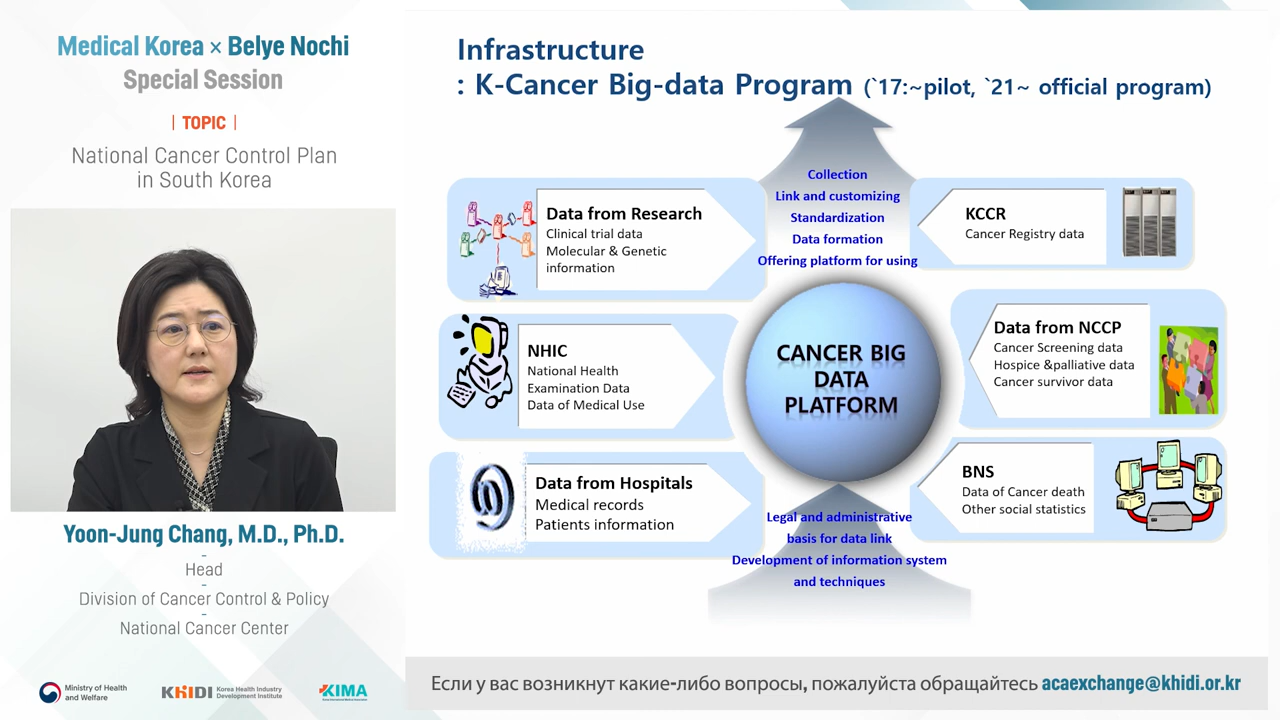 Medical Korea × Belye Nochi
Special Session
| TOPIC |
National Cancer Control Plan
in South Korea
Yoon-Jung Chang, M.D., Ph.D.
-
Head
-
Division of Cancer Control & Policy
-
National Cancer Center
Ministry of Health
and Welfare
KHIDI
Korea Health Industry
Development Institute
KIMA
Infrastructure
: K-Cancer Big-data Program (`17:~pilot, `21~ official program)
Collection
Link and customizing
Standardization
Data formation
Offering platform for using
Data from Research
Clinical trial data
Molecular & Genetic
information
NHIC
National Health
Examination Data
Data of Medical Use
Data from Hospitals
Medical records
Patients information
CANCER BIG
DATA
PLATFORM
KCCR
Cancer Registry data
Data from NCCP
Cancer Screening data
Hospice &palliative data
Cancer survivor data
BNS
Data of Cancer death
Other social statistics
Legal and administrative
basis for data link
Development of information system
and techniques
Если у вас возникнут какие-либо вопросы, пожалуйста обращайтесь acaexchange@khidi.or.kr